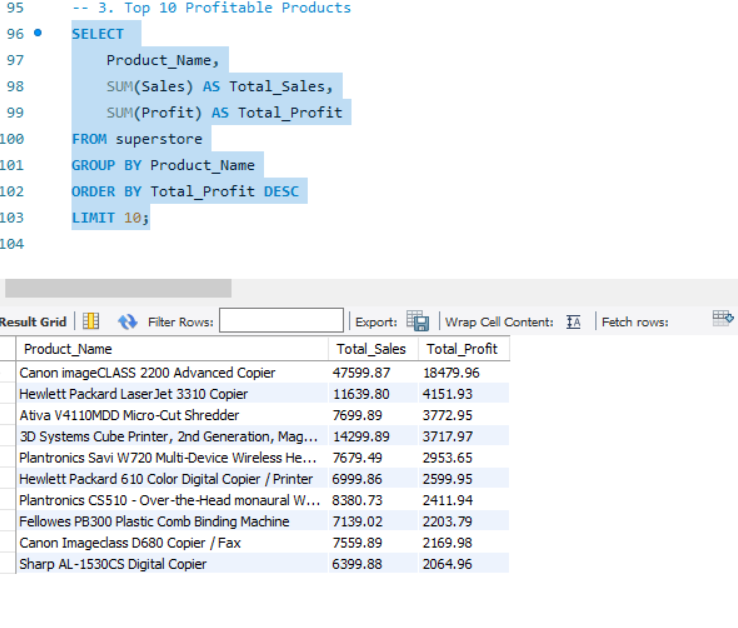 95 -- 3. Top 10 Profitable Products
96 SELECT
97 Product_Name,
98 SUM(Sales) AS Total_Sales,
99 SUM(Profit) AS Total_Profit
100 FROM superstore
101 GROUP BY Product_Name
102 ORDER BY Total_Profit DESC
103 LIMIT 10;
104
Result Grid Filter Rows: Export: Wrap Cell Content: IA Fetch rows:
Product_Name Total_Sales Total_Profit
Canon imageCLASS 2200 Advanced Copier 47599.87 18479.96
Hewlett Packard LaserJet 3310 Copier 11639.80 4151.93
Ativa V4110MDD Micro-Cut Shredder 7699.89 3772.95
3D Systems Cube Printer, 2nd Generation, Mag... 14299.89 3717.97
Plantronics Savi W720 Multi-Device Wireless He... 7679.49 2953.65
Hewlett Packard 610 Color Digital Copier / Printer 6999.86 2599.95
Plantronics CS510 - Over-the-Head monaural W... 8380.73 2411.94
Fellowes PB300 Plastic Comb Binding Machine 7139.02 2203.79
Canon Imageclass D680 Copier / Fax 7559.89 2169.98
Sharp AL-1530CS Digital Copier 6399.88 2064.96